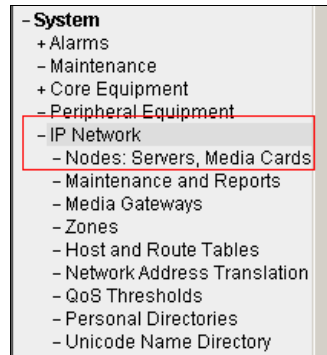 - System
+ Alarms
- Maintenance
+ Core Equipment
- Peripheral Equipment
- IP Network
- Nodes: Servers, Media Cards
- Maintenance and Reports
- Media Gateways
- Zones
- Host and Route Tables
- Network Address Translation
- QoS Thresholds
- Personal Directories
- Unicode Name Directory